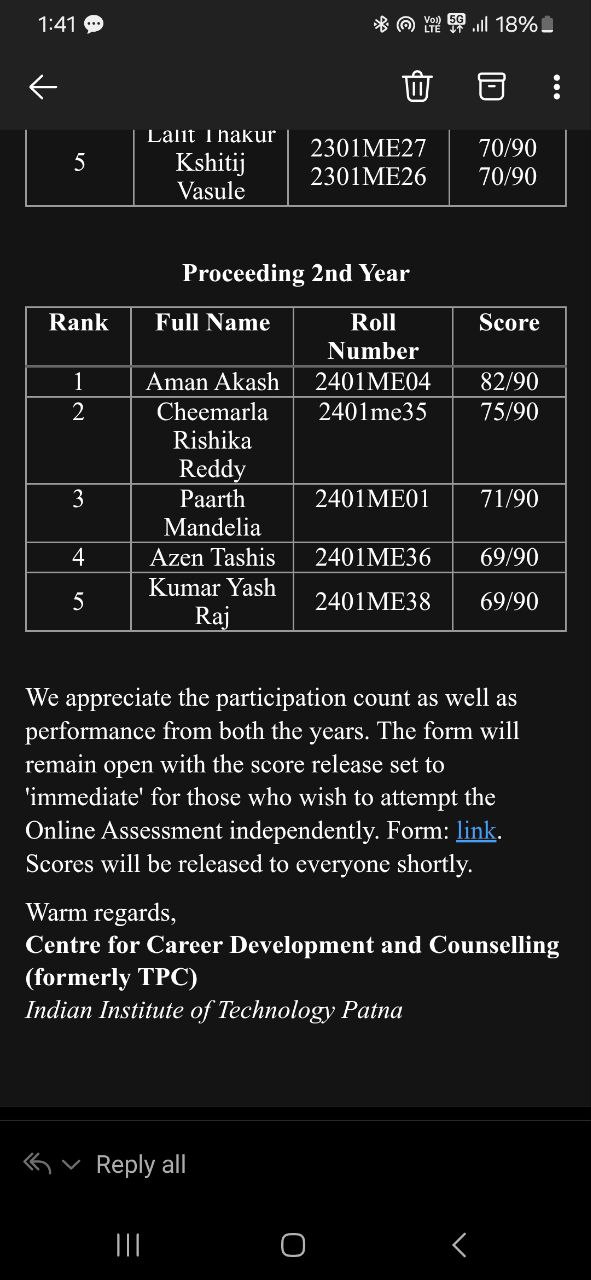 1:41
Vo)) LTE 5G 18%
Lalit Thakur
5 Kshitij 2301ME27 70/90
Vasule 2301ME26 70/90
Proceeding 2nd Year
Rank Full Name Roll Score
Number
1 Aman Akash 2401ME04 82/90
2 Cheemarla 2401me35 75/90
Rishika
Reddy
3 Paarth 2401ME01 71/90
Mandelia
4 Azen Tashis 2401ME36 69/90
5 Kumar Yash 2401ME38 69/90
Raj
We appreciate the participation count as well as
performance from both the years. The form will
remain open with the score release set to
'immediate' for those who wish to attempt the
Online Assessment independently. Form: link.
Scores will be released to everyone shortly.
Warm regards,
Centre for Career Development and Counselling
(formerly TPC)
Indian Institute of Technology Patna
Reply all